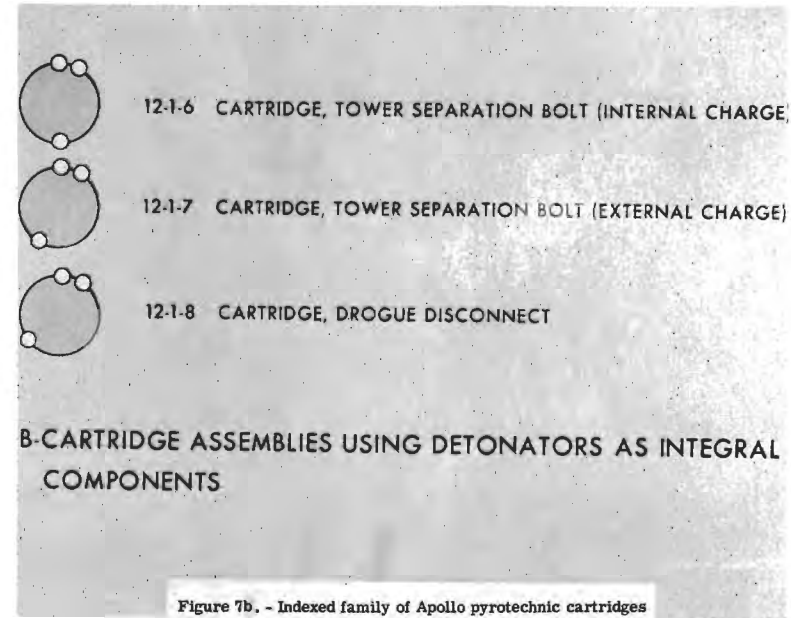 12-1-6 CARTRIDGE, TOWER SEPARATION BOLT (INTERNAL CHARGE)
12-1-7 CARTRIDGE, TOWER SEPARATION BOLT (EXTERNAL CHARGE)
12-1-8 CARTRIDGE, DROGUE DISCONNECT
B-CARTRIDGE ASSEMBLIES USING DETONATORS AS INTEGRAL
COMPONENTS
Figure 7b. - Indexed family of Apollo pyrotechnic cartridges